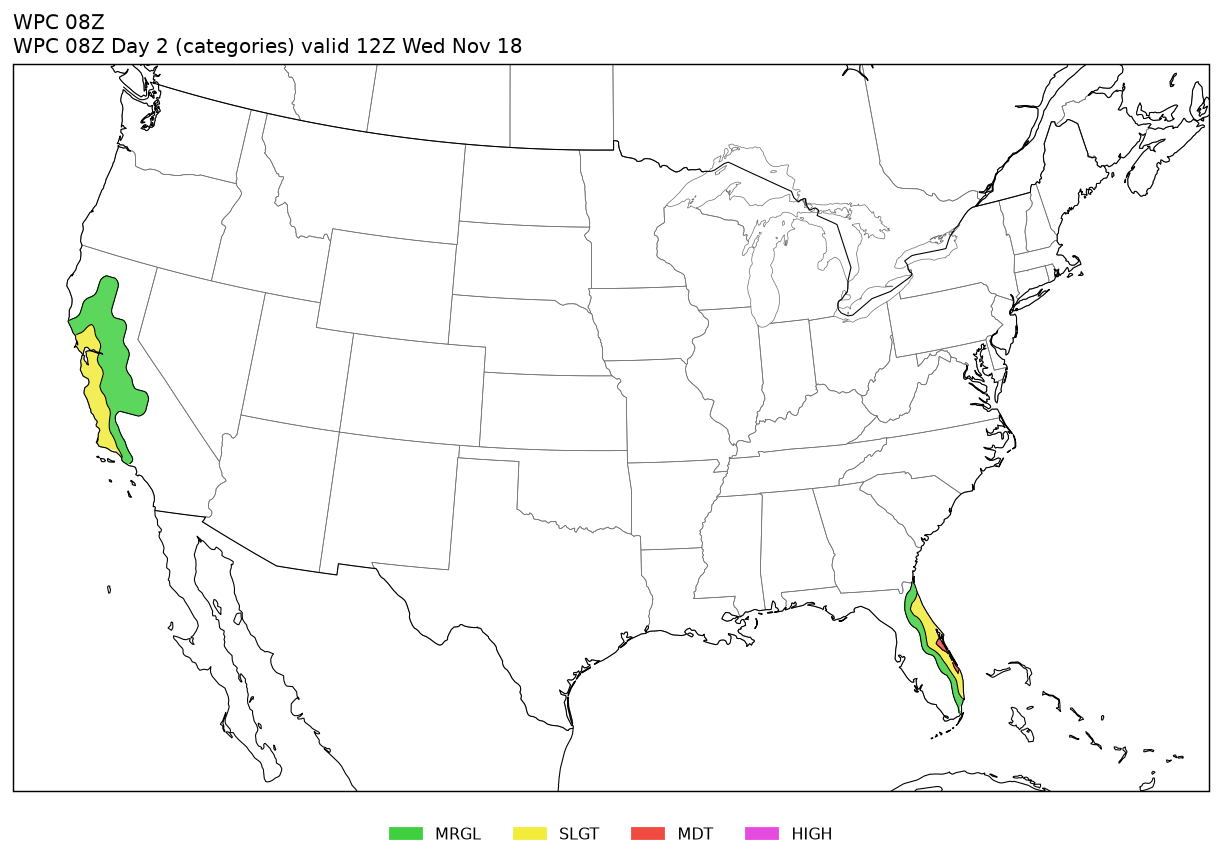 WPC 08Z
WPC 08Z Day 2 (categories) valid 12Z Wed Nov 18
MRGL SLGT MDT HIGH